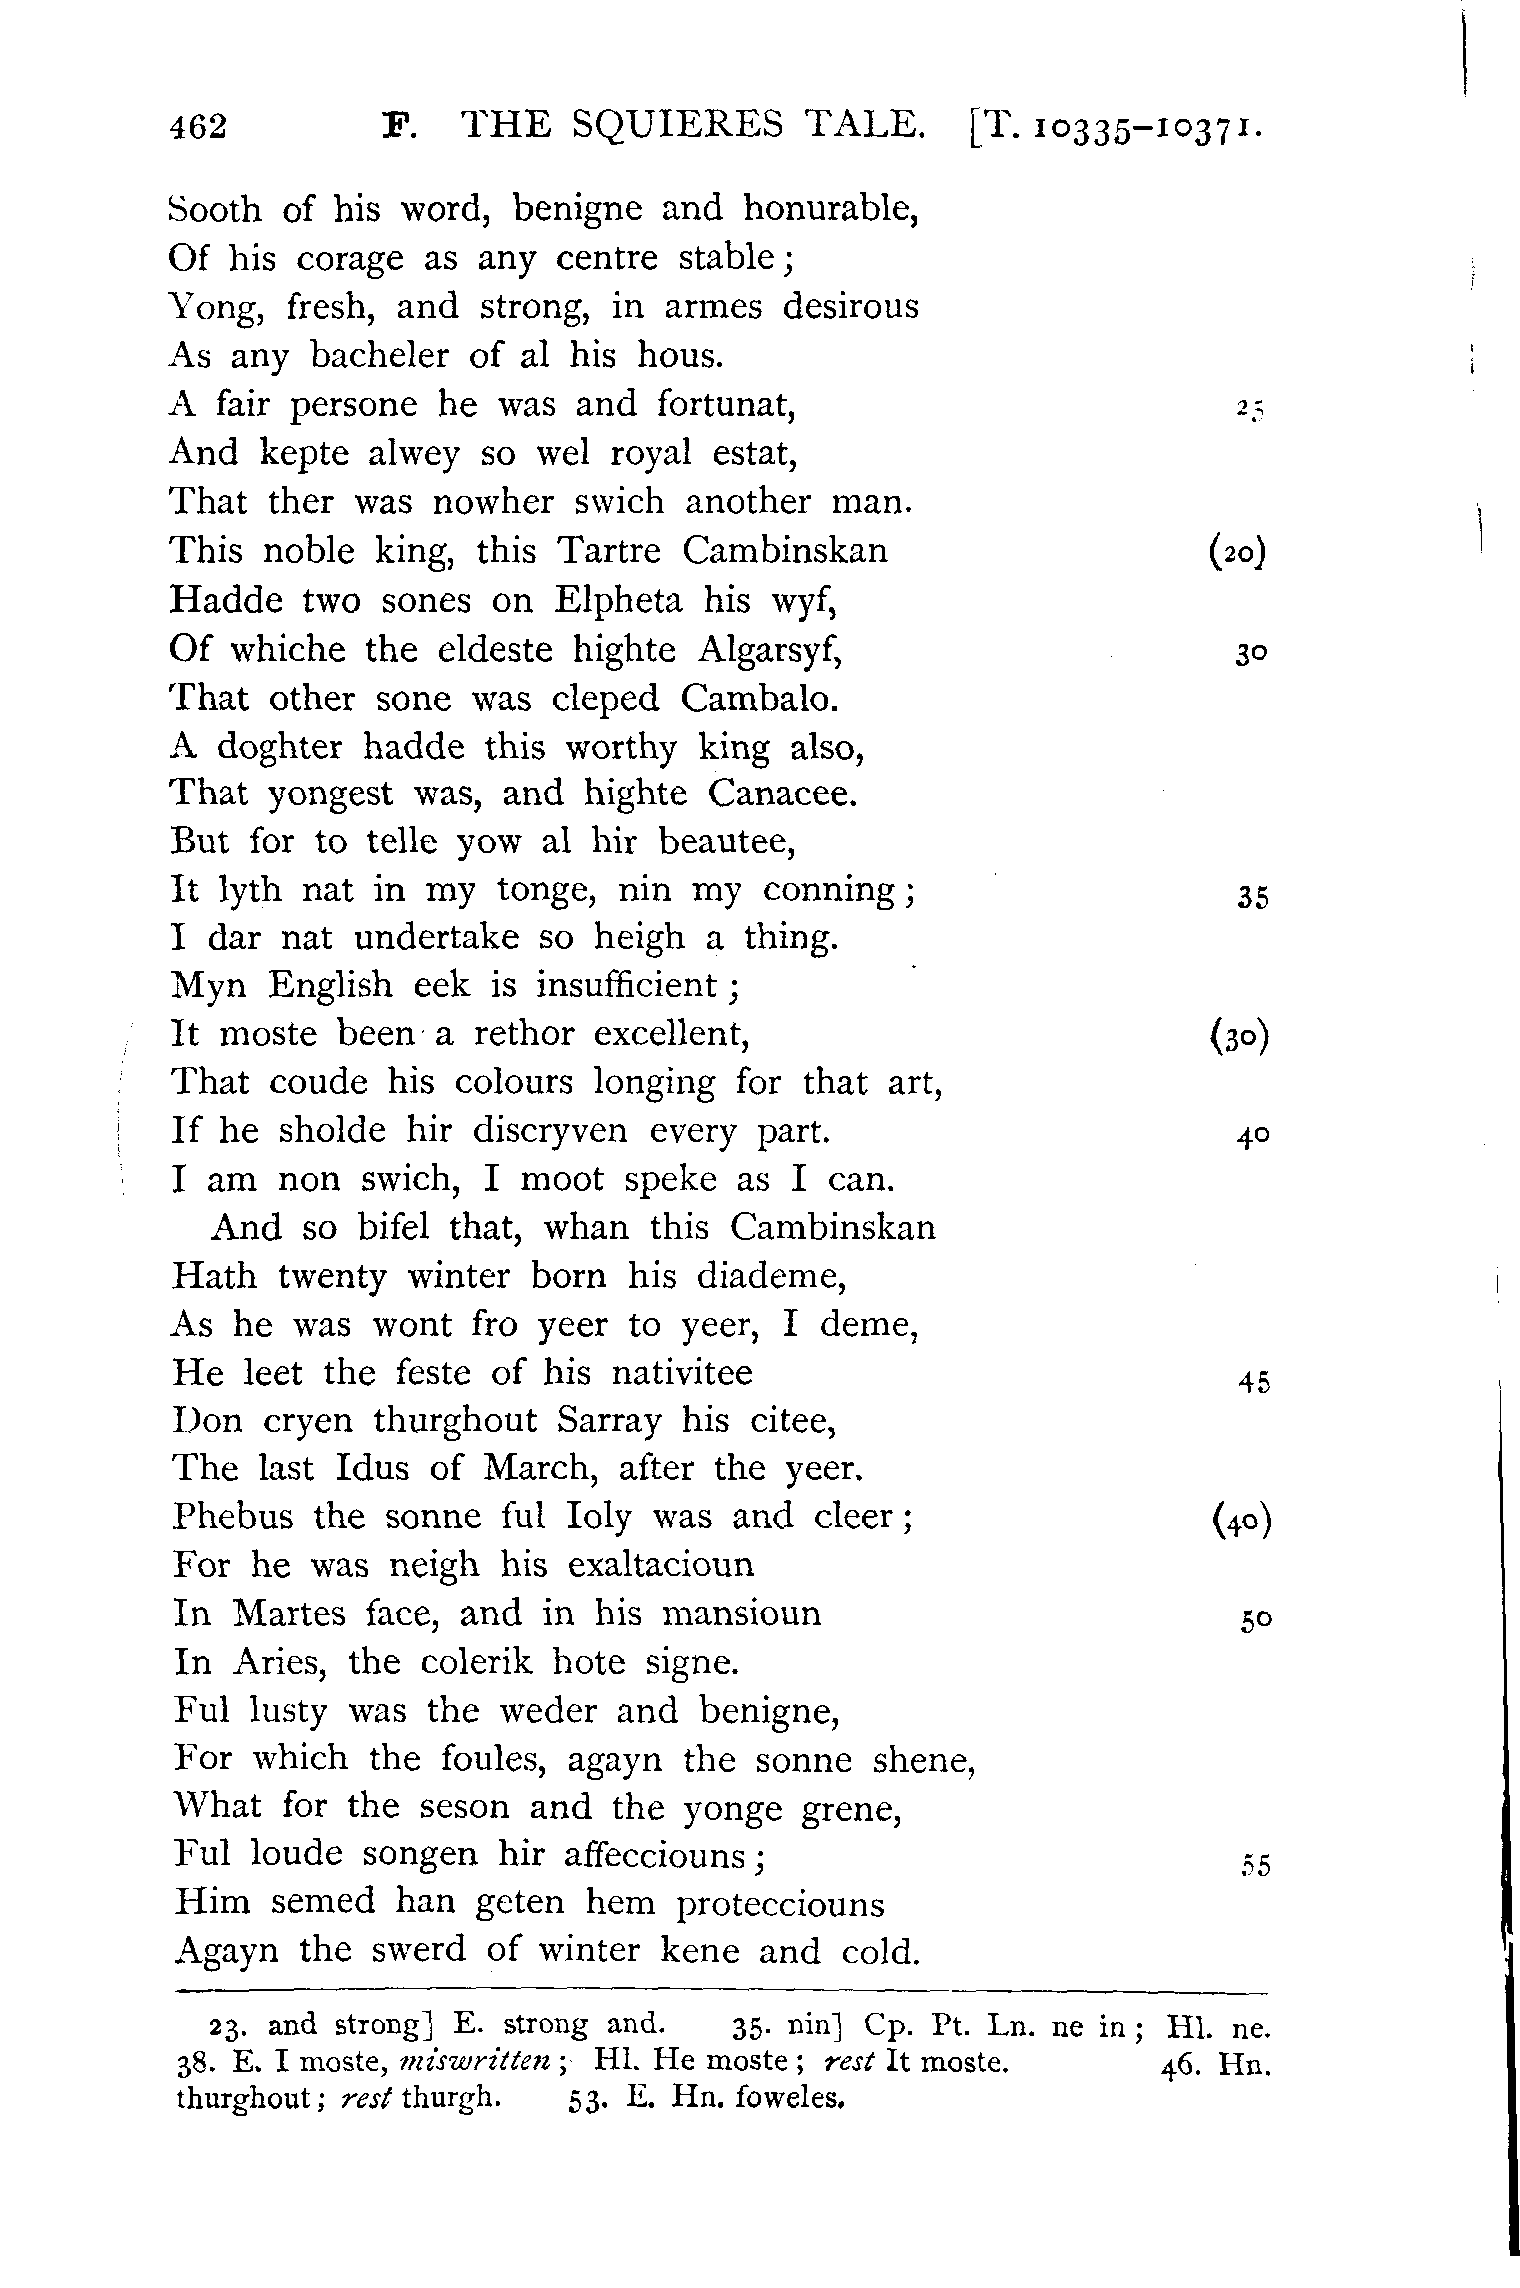 462 F. THE SQUIERES TALE. [T. 10335–10371.
Sooth of his word, benigne and honurable,
Of his corage as any centre stable;
Yong, fresh, and strong, in armes desirous
As any bacheler of al his hous.
A fair persone he was and fortunat, 25
And kepte alwey so wel royal estat,
That ther was nowher swich another man.
This noble king, this Tartre Cambinskan (20)
Hadde two sones on Elpheta his wyf,
Of whiche the eldeste highte Algarsyf, 30
That other sone was cleped Cambalo.
A doghter hadde this worthy king also,
That yongest was, and highte Canacee.
But for to telle yow al hir beautee,
It lyth nat in my tonge, nin my conning; 35
I dar nat undertake so heigh a thing.
Myn English eek is insufficient;
It moste been a rethor excellent, (30)
That coude his colours longing for that art,
If he sholde hir discryven every part. 40
I am non swich, I moot speke as I can.
And so bifel that, whan this Cambinskan
Hath twenty winter born his diademe,
As he was wont fro yeer to yeer, I deme,
He leet the feste of his nativitee 45
Don cryen thurghout Sarray his citee,
The last Idus of March, after the yeer.
Phebus the sonne ful Ioly was and cleer; (40)
For he was neigh his exaltacioun
In Martes face, and in his mansioun 50
In Aries, the colerik hote signe.
Ful lusty was the weder and benigne,
For which the foules, agayn the sonne shene,
What for the seson and the yonge grene,
Ful loude songen hir affecciouns; 55
Him semed han geten hem protecciouns
Agayn the swerd of winter kene and cold.
23. and strong] E. strong and. 35. nin] Cp. Pt. Ln. ne in; Hl. ne.
38. E. I moste, miswritten; Hl. He moste; rest It moste. 46. Hn.
thurghout; rest thurgh. 53. E. Hn. foweles.